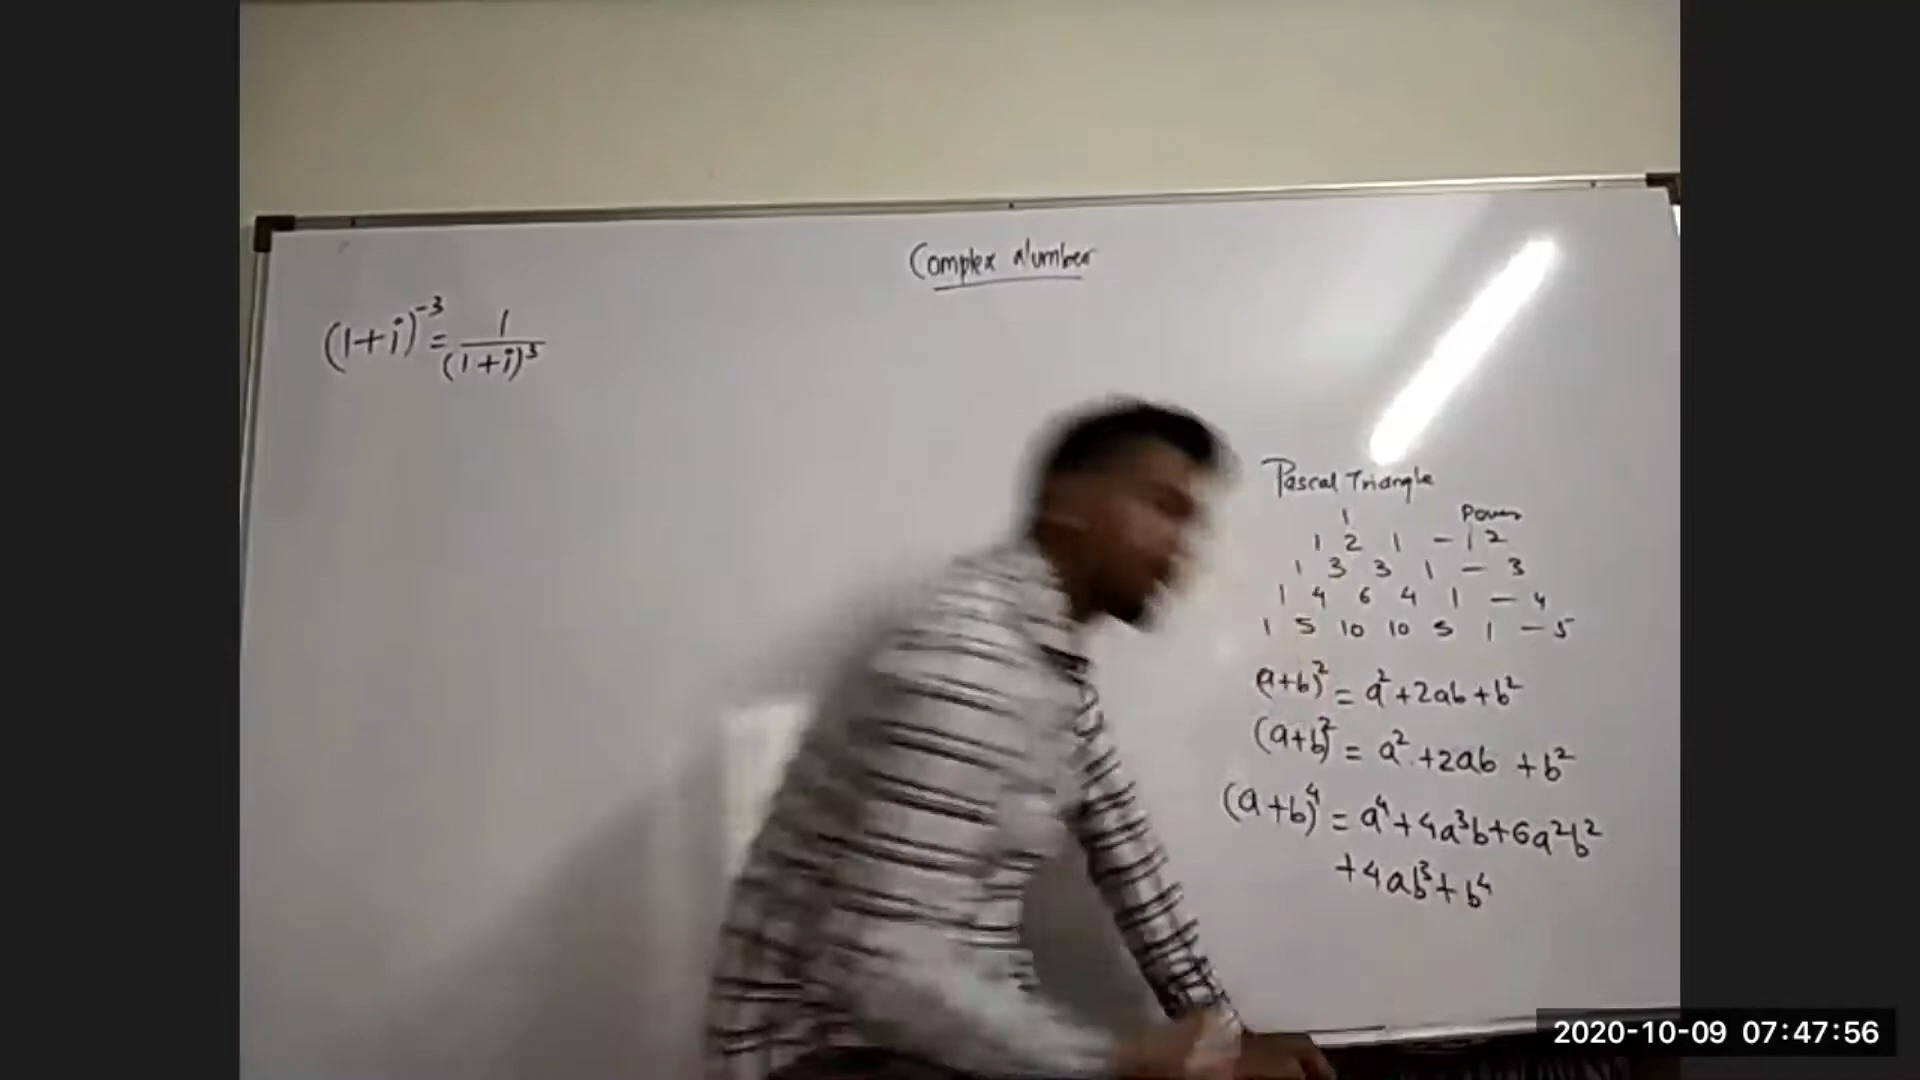 Complex Number
(1+i)⁻³ = 1/(1+i)³
Pascal Triangle
1 Power
1 2 1 - 1 2
1 3 3 1 - 3
1 4 6 4 1 - 4
1 5 10 10 5 1 - 5
(a+b)² = a²+2ab+b²
(a+b)² = a²+2ab+b²
(a+b)⁴ = a⁴+4a³b+6a²b²
+4ab³+b⁴
2020-10-09 07:47:56